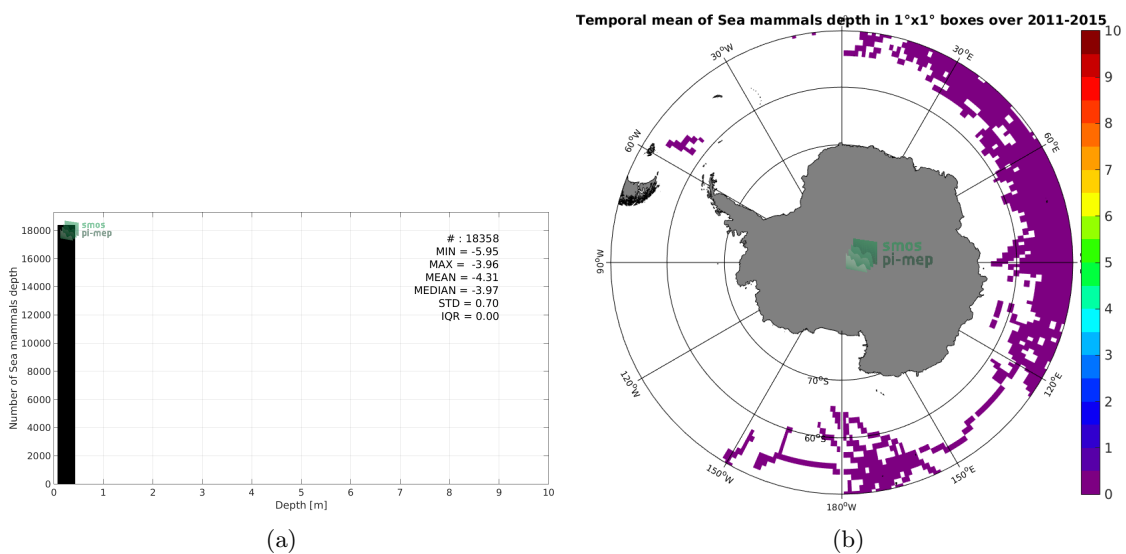 Temporal mean of Sea mammals depth in 1°x1° boxes over 2011-2015
Number of Sea mammals depth
18000
16000
14000
12000
10000
8000
6000
4000
2000
0
smos
pi-mep
# : 18358
MIN = -5.95
MAX = -3.96
MEAN = -4.31
MEDIAN = -3.97
STD = 0.70
IQR = 0.00
0 1 2 3 4 5 6 7 8 9 10
Depth [m]
(a)
30°W
30°E
60°W
60°E
90°W
120°W
120°E
150°W
150°E
180°W
70°S
60°S
smos
pi-mep
10
9
8
7
6
5
4
3
2
1
0
(b)